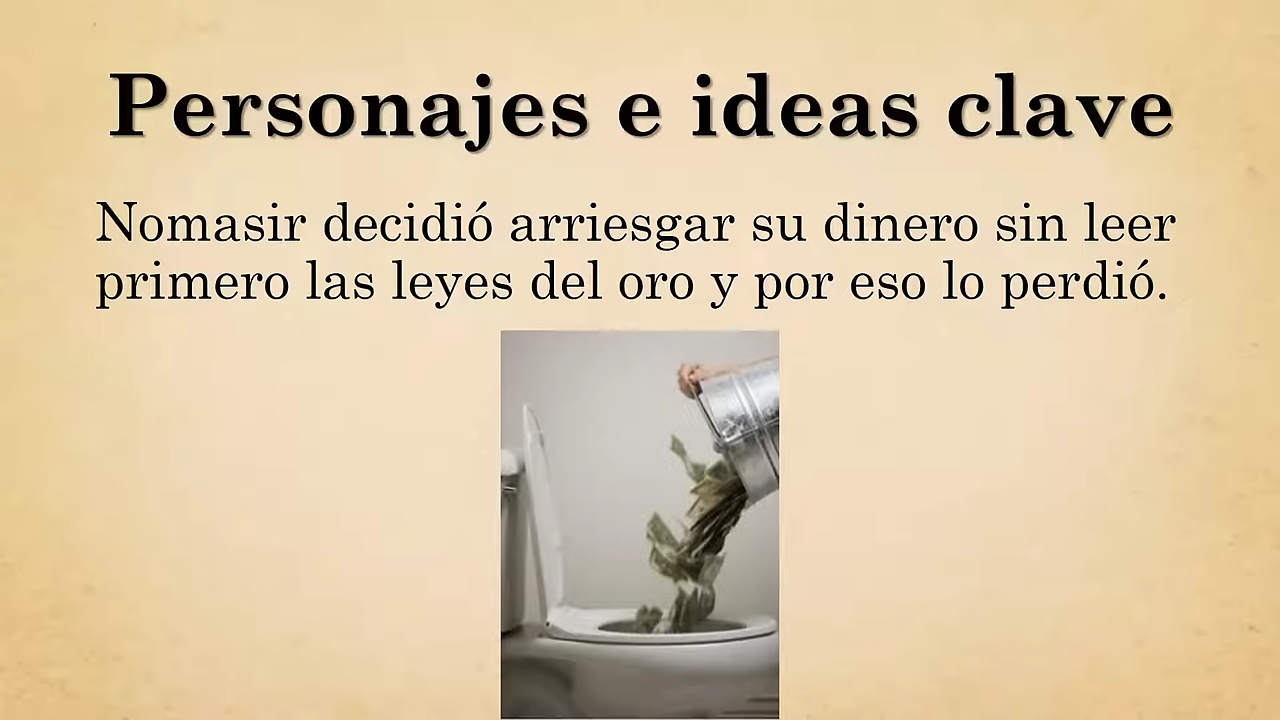 Personajes e ideas clave
Nomasir decidió arriesgar su dinero sin leer
primero las leyes del oro y por eso lo perdió.